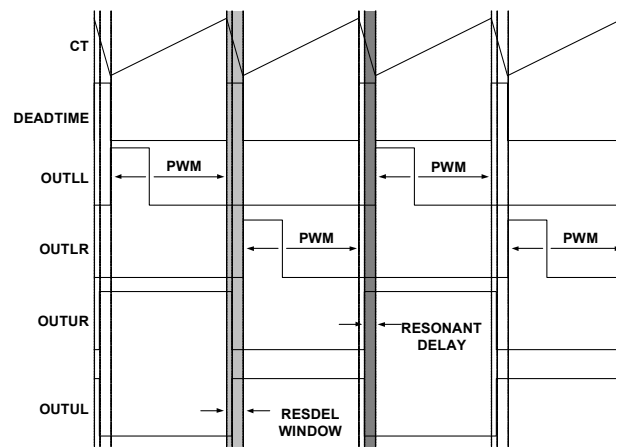 CT
DEADTIME
OUTLL
PWM
PWM
OUTLR
PWM
PWM
OUTUR
RESONANT
DELAY
OUTUL
RESDEL
WINDOW